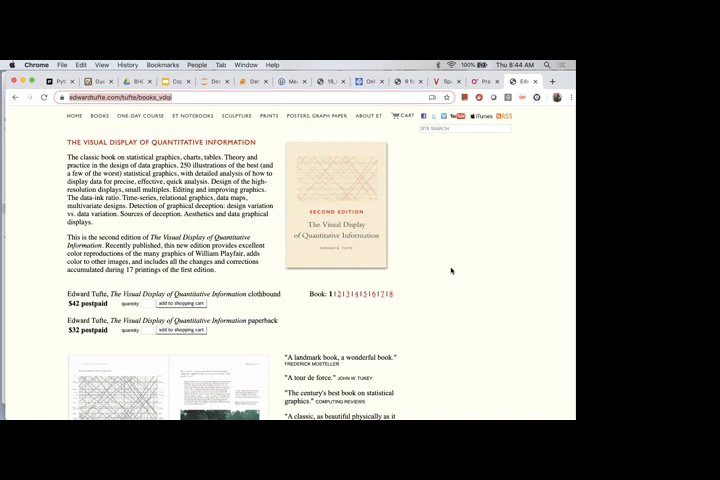 Chrome File Edit View History Bookmarks People Tab Window Help 100% Thu 8:44 AM
edwardtufte.com/tufte/books_vdqi
HOME BOOKS ONE-DAY COURSE ET NOTEBOOKS SCULPTURE PRINTS POSTERS, GRAPH PAPER ABOUT ET CART YouTube iTunes RSS
SITE SEARCH
THE VISUAL DISPLAY OF QUANTITATIVE INFORMATION
The classic book on statistical graphics, charts, tables. Theory and
practice in the design of data graphics, 250 illustrations of the best (and
a few of the worst) statistical graphics, with detailed analysis of how to
display data for precise, effective, quick analysis. Design of the high-
resolution displays, small multiples. Editing and improving graphics.
The data-ink ratio. Time-series, relational graphics, data maps,
multivariate designs. Detection of graphical deception: design variation
vs. data variation. Sources of deception. Aesthetics and data graphical
displays.
This is the second edition of The Visual Display of Quantitative
Information. Recently published, this new edition provides excellent
color reproductions of the many graphics of William Playfair, adds
color to other images, and includes all the changes and corrections
accumulated during 17 printings of the first edition.
SECOND EDITION
The Visual Display
of Quantitative Information
EDWARD R. TUFTE
Edward Tufte, The Visual Display of Quantitative Information clothbound
$42 postpaid quantity add to shopping cart
Book: 1 | 2 | 3 | 4 | 5 | 6 | 7 | 8
Edward Tufte, The Visual Display of Quantitative Information paperback
$32 postpaid quantity add to shopping cart
"A landmark book, a wonderful book."
FREDERICK MOSTELLER
"A tour de force." JOHN W. TUKEY
"The century's best book on statistical
graphics." COMPUTING REVIEWS
"A classic, as beautiful physically as it